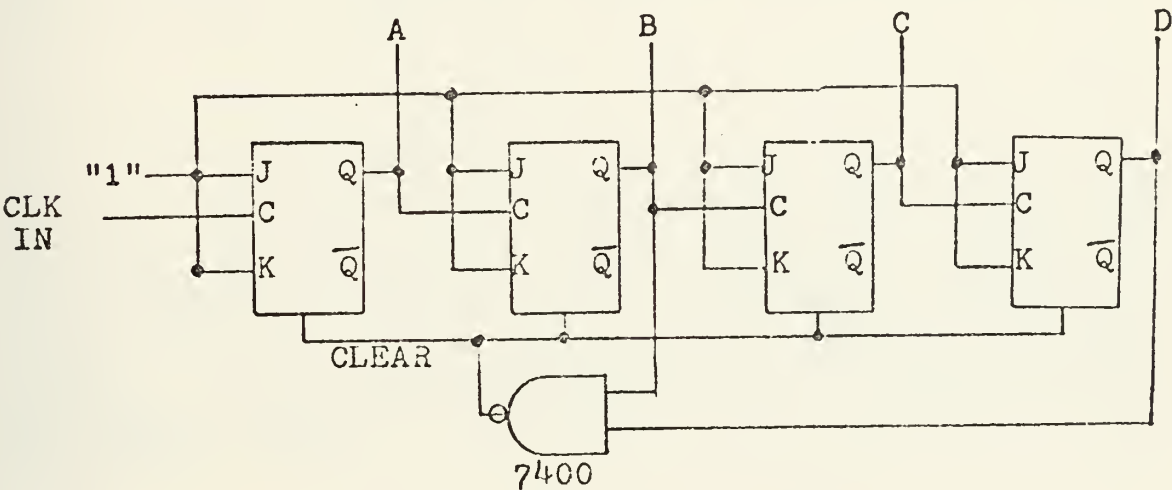 A B C D
"1" J Q J Q J Q J Q
CLK C C C C
IN
K Q̅ K Q̅ K Q̅ K Q̅
CLEAR
7400